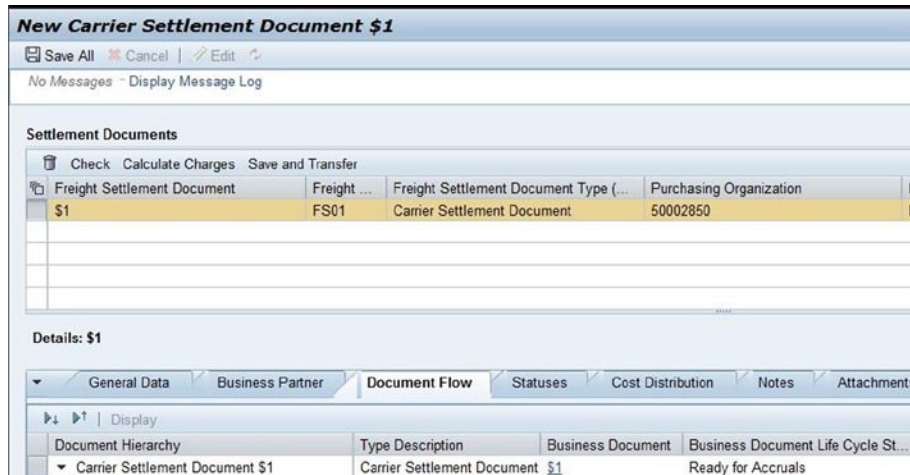 New Carrier Settlement Document $1
Save All Cancel | Edit
No Messages - Display Message Log
Settlement Documents
Check Calculate Charges Save and Transfer
Freight Settlement Document Freight ... Freight Settlement Document Type (... Purchasing Organization
$1 FS01 Carrier Settlement Document 50002850
Details: $1
General Data Business Partner Document Flow Statuses Cost Distribution Notes Attachment
Display
Document Hierarchy Type Description Business Document Business Document Life Cycle St...
Carrier Settlement Document $1 Carrier Settlement Document $1 Ready for Accruals